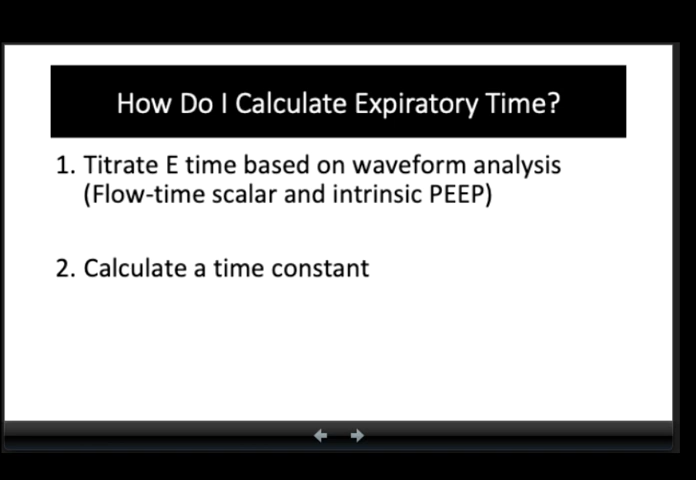 How Do I Calculate Expiratory Time?
1. Titrate E time based on waveform analysis
(Flow-time scalar and intrinsic PEEP)
2. Calculate a time constant